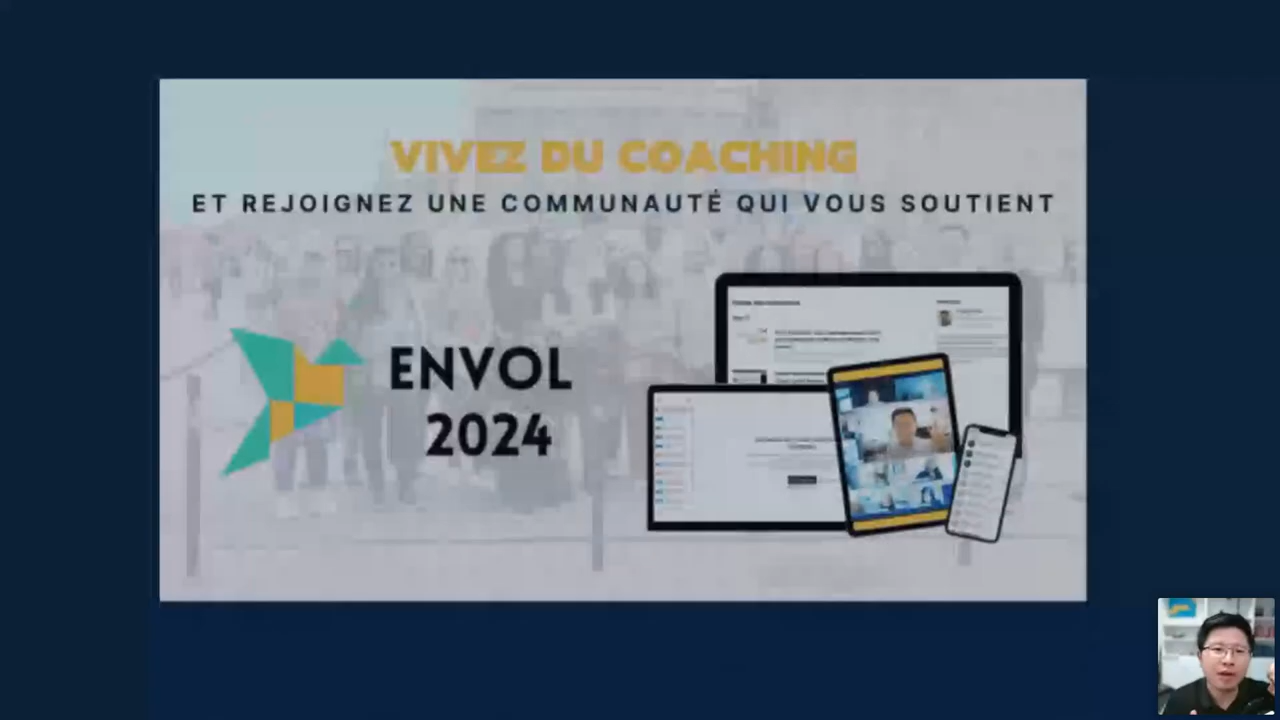 VIVEZ DU COACHING
ET REJOIGNEZ UNE COMMUNAUTÉ QUI VOUS SOUTIENT
ENVOL
2024